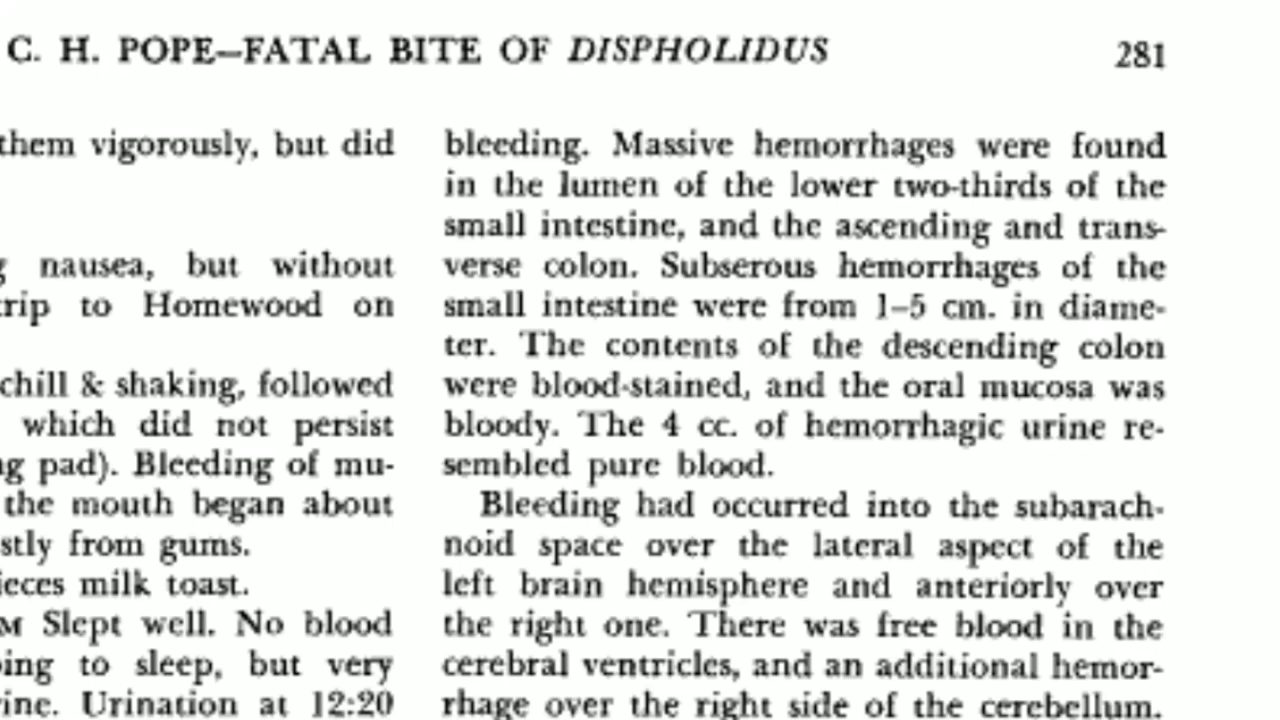 C. H. POPE—FATAL BITE OF DISPHOLIDUS 281
them vigorously, but did
nausea, but without
trip to Homewood on
chill & shaking, followed
which did not persist
pad). Bleeding of mu-
the mouth began about
from gums.
milk toast.
Slept well. No blood
to sleep, but very
Urination at 12:20
bleeding. Massive hemorrhages were found
in the lumen of the lower two-thirds of the
small intestine, and the ascending and trans-
verse colon. Subserous hemorrhages of the
small intestine were from 1–5 cm. in diame-
ter. The contents of the descending colon
were blood-stained, and the oral mucosa was
bloody. The 4 cc. of hemorrhagic urine re-
sembled pure blood.
Bleeding had occurred into the subarach-
noid space over the lateral aspect of the
left brain hemisphere and anteriorly over
the right one. There was free blood in the
cerebral ventricles, and an additional hemor-
rhage over the right side of the cerebellum.